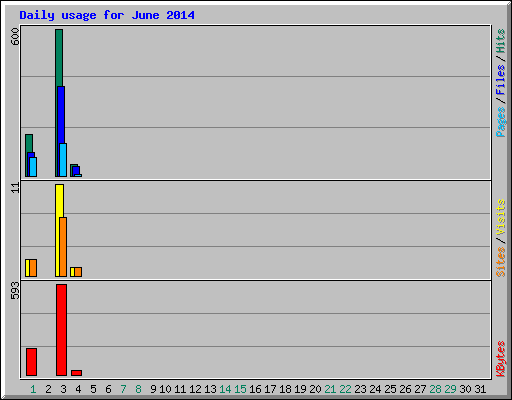 Daily usage for June 2014
600
Pages / Files / Hits
11
Sites / Visits
593
KBytes
1 2 3 4 5 6 7 8 9 10 11 12 13 14 15 16 17 18 19 20 21 22 23 24 25 26 27 28 29 30 31